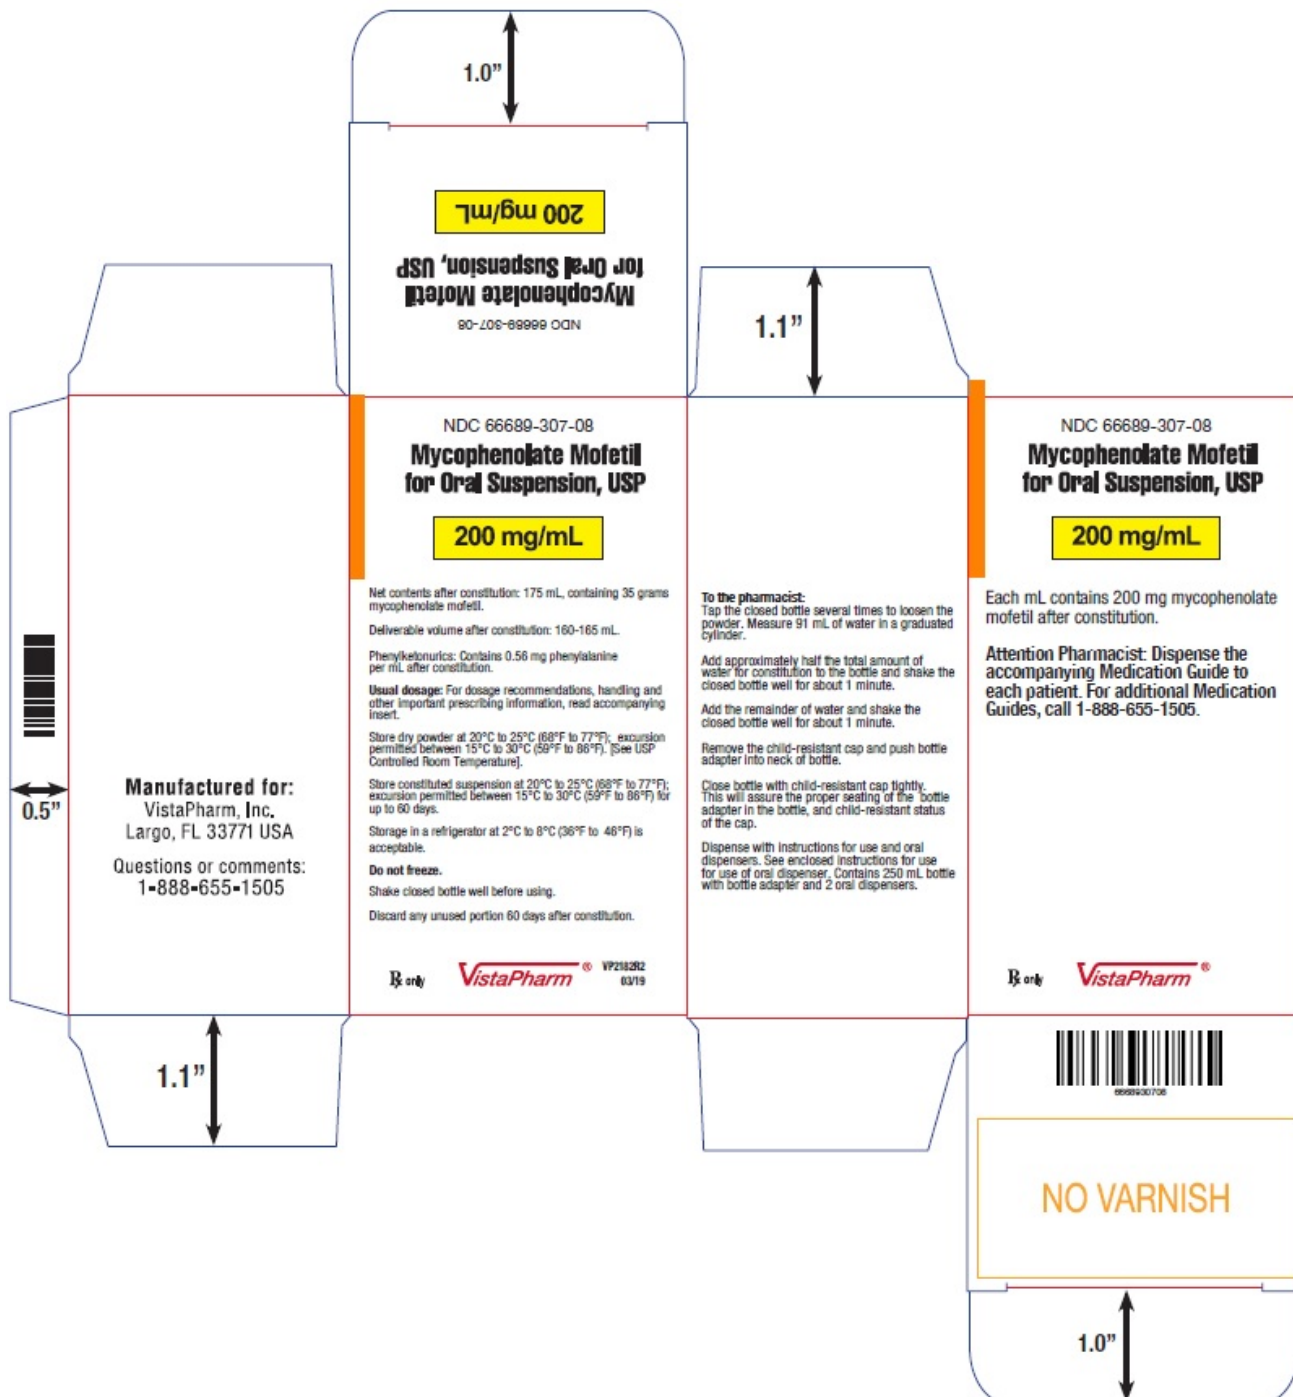 1.0”
200 mg/mL
Mycophenolate Mofetil
for Oral Suspension, USP
NDC 66689-307-08
1.1”
0.5”
Manufactured for:
VistaPharm, Inc.
Largo, FL 33771 USA
Questions or comments:
1-888-655-1505
1.1”
NDC 66689-307-08
Mycophenolate Mofetil
for Oral Suspension, USP
200 mg/mL
Net contents after constitution: 175 mL, containing 35 grams
mycophenolate mofetil.
Deliverable volume after constitution: 160-165 mL.
Phenylketonurics: Contains 0.56 mg phenylalanine
per mL after constitution.
Usual dosage: For dosage recommendations, handling and
other important prescribing information, read accompanying
insert.
Store dry powder at 20°C to 25°C (68°F to 77°F); excursion
permitted between 15°C to 30°C (59°F to 86°F). [See USP
Controlled Room Temperature].
Store constituted suspension at 20°C to 25°C (68°F to 77°F);
excursion permitted between 15°C to 30°C (59°F to 86°F) for
up to 60 days.
Storage in a refrigerator at 2°C to 8°C (36°F to 46°F) is
acceptable.
Do not freeze.
Shake closed bottle well before using.
Discard any unused portion 60 days after constitution.
Rx only VistaPharm® VP2182R2
03/19
To the pharmacist:
Tap the closed bottle several times to loosen the
powder. Measure 91 mL of water in a graduated
cylinder.
Add approximately half the total amount of
water for constitution to the bottle and shake the
closed bottle well for about 1 minute.
Add the remainder of water and shake the
closed bottle well for about 1 minute.
Remove the child-resistant cap and push bottle
adapter into neck of bottle.
Close bottle with child-resistant cap tightly.
This will assure the proper seating of the bottle
adapter in the bottle, and child-resistant status
of the cap.
Dispense with instructions for use and oral
dispensers. See enclosed instructions for use
for use of oral dispenser. Contains 250 mL bottle
with bottle adapter and 2 oral dispensers.
NDC 66689-307-08
Mycophenolate Mofetil
for Oral Suspension, USP
200 mg/mL
Each mL contains 200 mg mycophenolate
mofetil after constitution.
Attention Pharmacist: Dispense the
accompanying Medication Guide to
each patient. For additional Medication
Guides, call 1-888-655-1505.
Rx only VistaPharm®
6668930708
NO VARNISH
1.0”